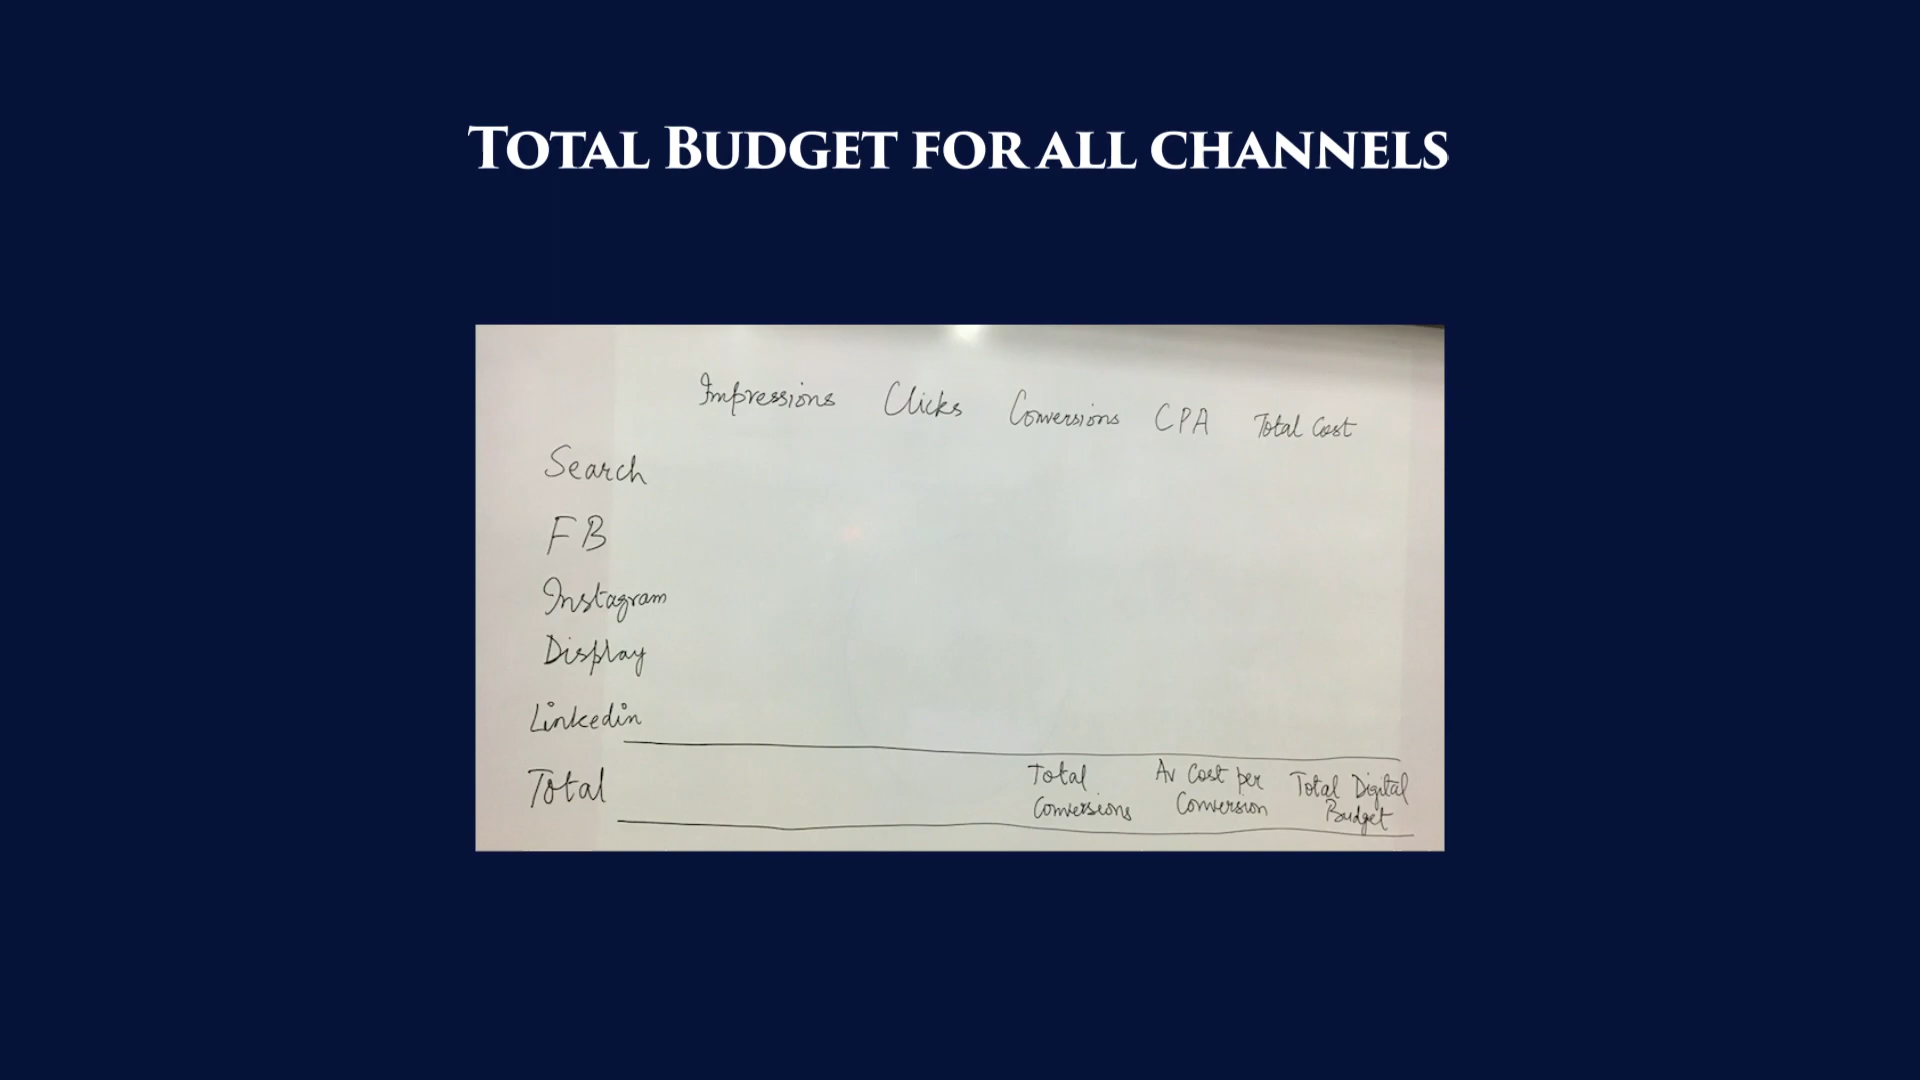 TOTAL BUDGET FOR ALL CHANNELS
Impressions Clicks Conversions CPA Total Cost
Search
FB
Instagram
Display
Linkedin
Total Total Conversions Av Cost per Conversion Total Digital Budget